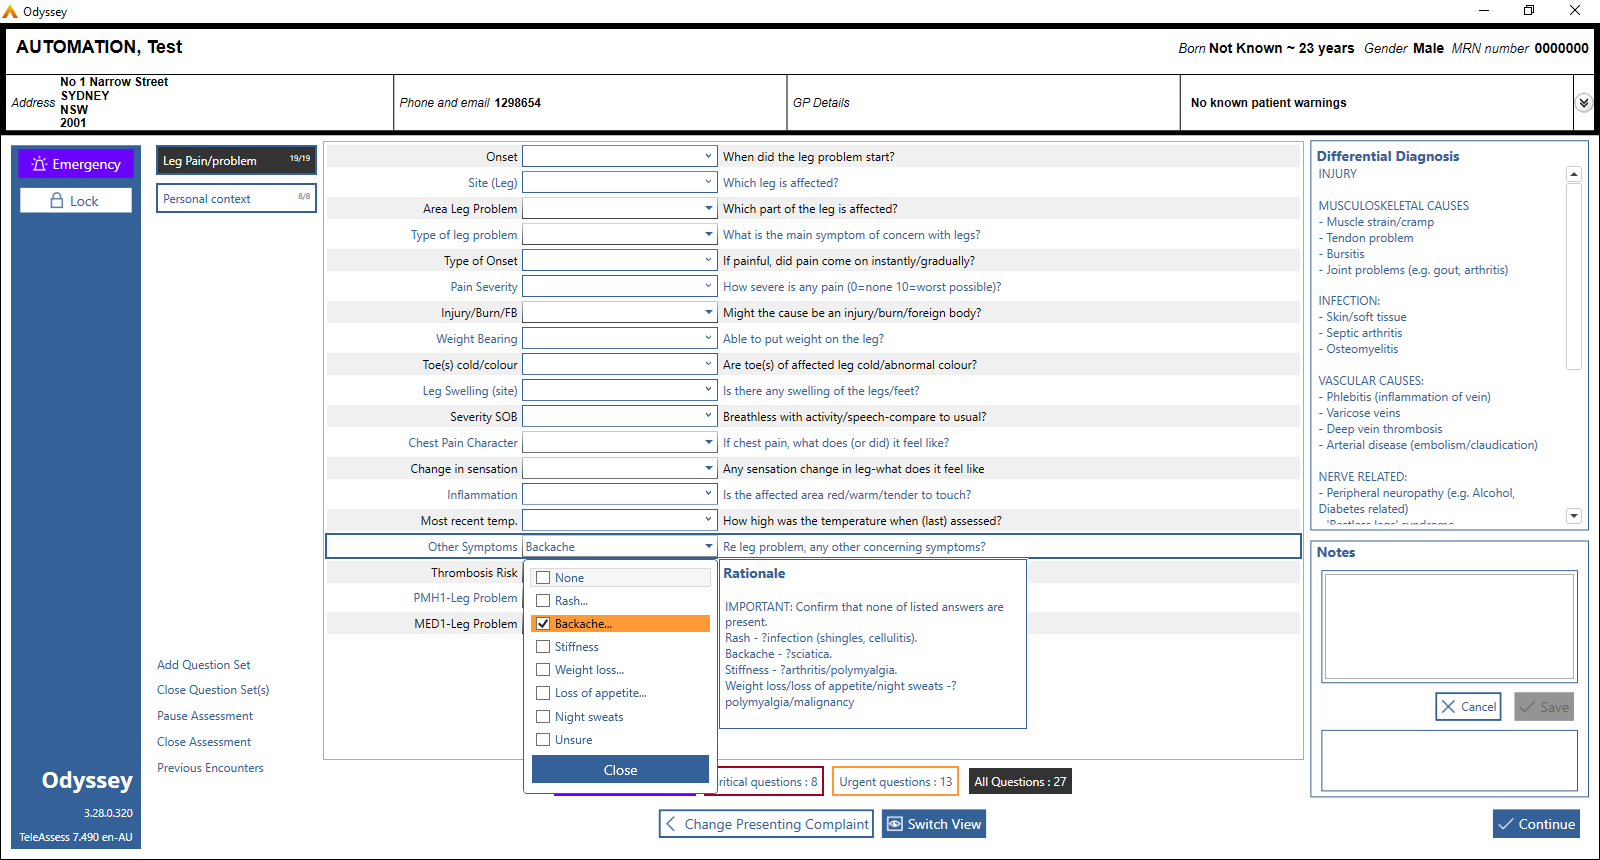 Odyssey
AUTOMATION, Test
Born Not Known ~ 23 years Gender Male MRN number 0000000
Address No 1 Narrow Street
SYDNEY
NSW
2001
Phone and email 1298654
GP Details
No known patient warnings
Emergency
Lock
Leg Pain/problem 19/19
Personal context 8/8
Onset When did the leg problem start?
Site (Leg) Which leg is affected?
Area Leg Problem Which part of the leg is affected?
Type of leg problem What is the main symptom of concern with legs?
Type of Onset If painful, did pain come on instantly/gradually?
Pain Severity How severe is any pain (0=none 10=worst possible)?
Injury/Burn/FB Might the cause be an injury/burn/foreign body?
Weight Bearing Able to put weight on the leg?
Toe(s) cold/colour Are toe(s) of affected leg cold/abnormal colour?
Leg Swelling (site) Is there any swelling of the legs/feet?
Severity SOB Breathless with activity/speech-compare to usual?
Chest Pain Character If chest pain, what does (or did) it feel like?
Change in sensation Any sensation change in leg-what does it feel like
Inflammation Is the affected area red/warm/tender to touch?
Most recent temp. How high was the temperature when (last) assessed?
Other Symptoms Backache Re leg problem, any other concerning symptoms?
Thrombosis Risk
PMH1-Leg Problem
MED1-Leg Problem
None
Rash...
Backache...
Stiffness
Weight loss...
Loss of appetite...
Night sweats
Unsure
Close
Rationale
IMPORTANT: Confirm that none of listed answers are
present.
Rash - ?infection (shingles, cellulitis).
Backache - ?sciatica.
Stiffness - ?arthritis/polymyalgia.
Weight loss/loss of appetite/night sweats -?
polymyalgia/malignancy
Differential Diagnosis
INJURY
MUSCULOSKELETAL CAUSES
- Muscle strain/cramp
- Tendon problem
- Bursitis
- Joint problems (e.g. gout, arthritis)
INFECTION:
- Skin/soft tissue
- Septic arthritis
- Osteomyelitis
VASCULAR CAUSES:
- Phlebitis (inflammation of vein)
- Varicose veins
- Deep vein thrombosis
- Arterial disease (embolism/claudication)
NERVE RELATED:
- Peripheral neuropathy (e.g. Alcohol,
Diabetes related)
- 'Restless legs' syndrome
Notes
Cancel
Save
Add Question Set
Close Question Set(s)
Pause Assessment
Close Assessment
Previous Encounters
Odyssey
3.28.0.320
TeleAssess 7.490 en-AU
ritical questions : 8
Urgent questions : 13
All Questions : 27
Change Presenting Complaint
Switch View
Continue